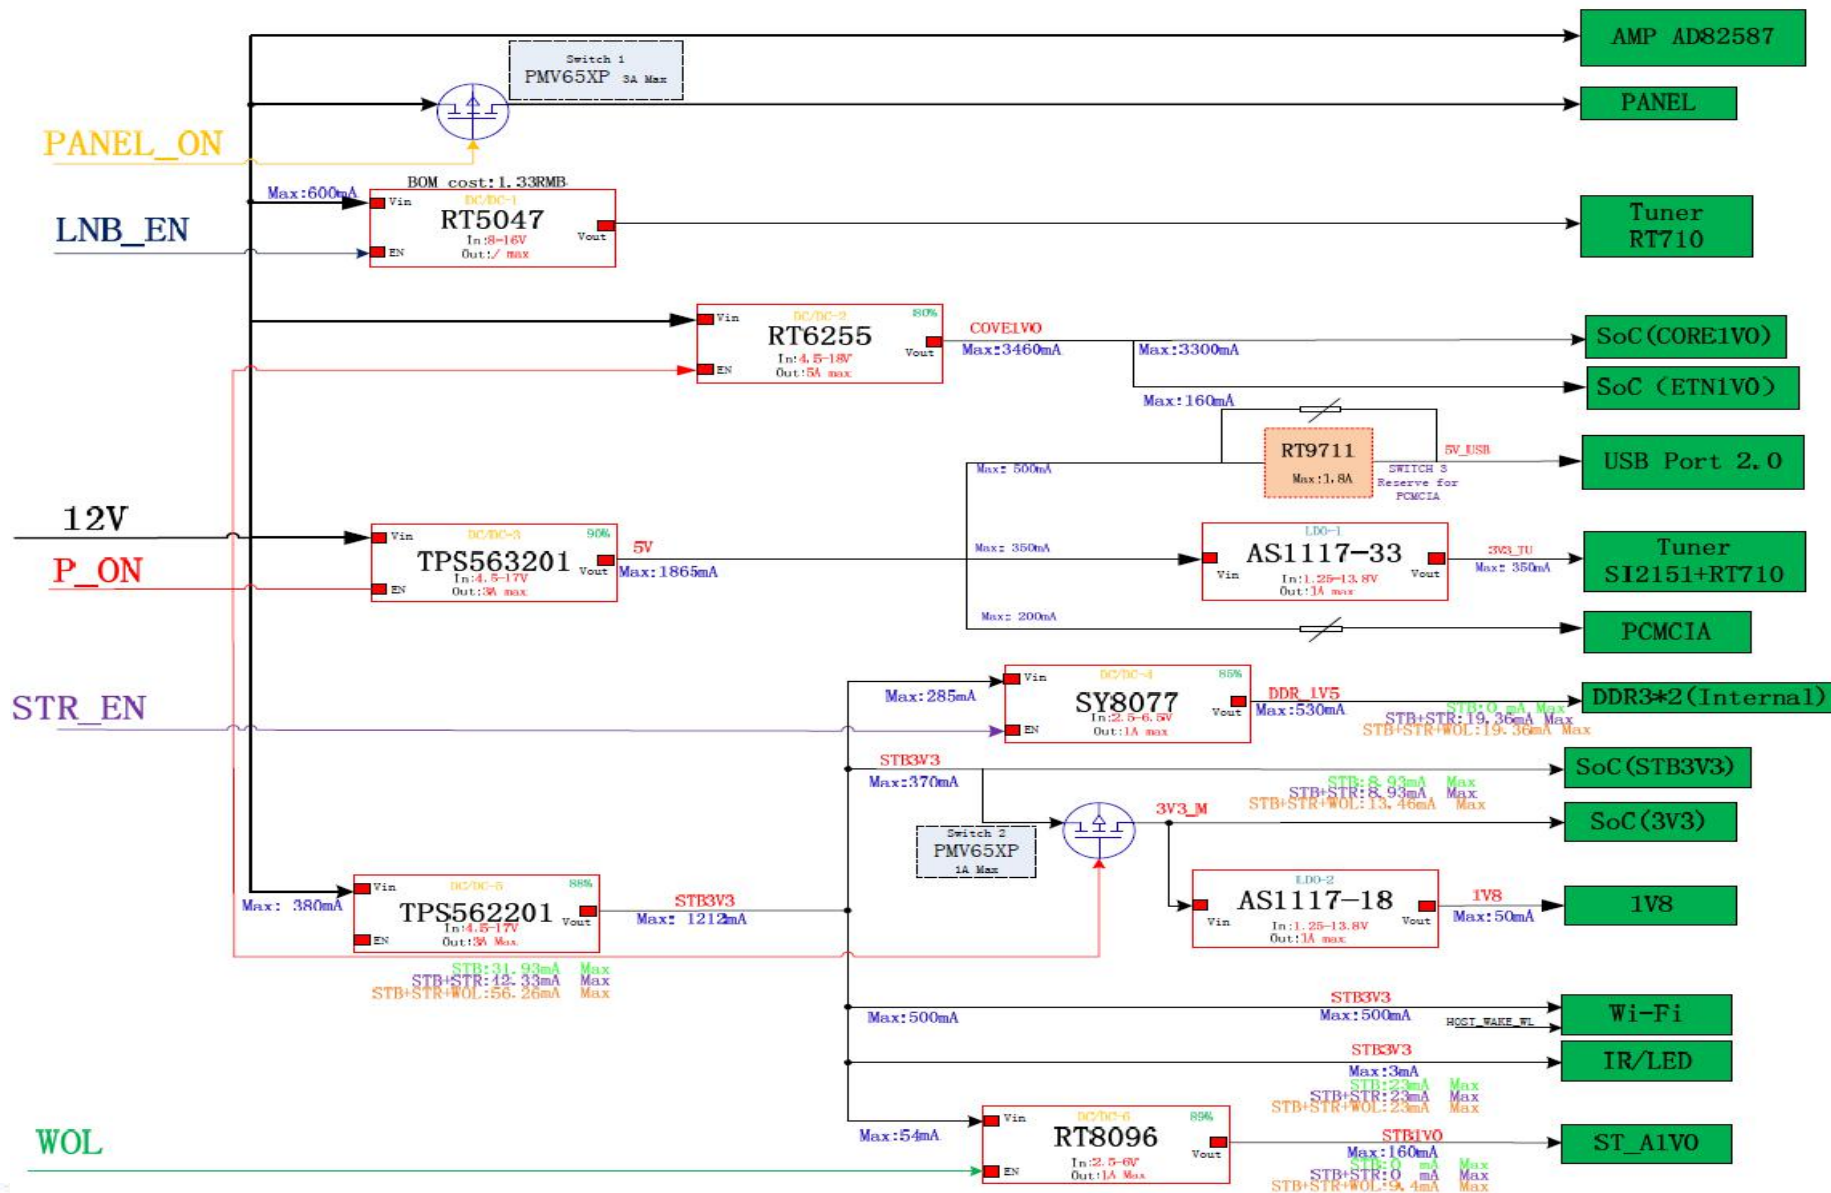 AMP AD82587
Switch 1
PMV65XP 3A Max
PANEL
PANEL_ON
BOM cost:1.33RMB
Max:600mA
Vin
DC/DC-1
RT5047
In:8-16V
Out:/ max
EN
Vout
Tuner
RT710
LNB_EN
Vin
DC/DC-2
80%
RT6255
In:4.5-18V
Out:5A max
EN
Vout
COVE1V0
Max:3460mA
Max:3300mA
SoC(CORE1V0)
Max:160mA
SoC (ETN1V0)
Max: 500mA
RT9711
Max:1.8A
5V_USB
SWITCH 3
Reserve for
PCMCIA
USB Port 2.0
12V
P_ON
Vin
DC/DC-3
90%
TPS563201
In:4.5-17V
Out:3A max
EN
Vout
5V
Max:1865mA
Max: 350mA
LDO-1
AS1117-33
Vin
In:1.25-13.8V
Out:1A max
Vout
3V3_TU
Max: 350mA
Tuner
SI2151+RT710
Max: 200mA
PCMCIA
STR_EN
Max:285mA
Vin
DC/DC-4
85%
SY8077
In:2.5-6.5V
Out:1A max
EN
Vout
DDR_1V5
Max:530mA
STB:0 mA Max
STB+STR:19.36mA Max
STB+STR+WOL:19.36mA Max
DDR3*2(Internal)
STB3V3
Max:370mA
STB:8.93mA Max
STB+STR:8.93mA Max
STB+STR+WOL:13.46mA Max
SoC(STB3V3)
Switch 2
PMV65XP
1A Max
3V3_M
SoC(3V3)
LDO-2
AS1117-18
Vin
In:1.25-13.8V
Out:1A max
Vout
1V8
Max:50mA
1V8
Max: 380mA
Vin
DC/DC-5
88%
TPS562201
In:4.5-17V
Out:3A Max
EN
Vout
STB3V3
Max: 1212mA
STB:31.93mA Max
STB+STR:42.33mA Max
STB+STR+WOL:56.26mA Max
Max:500mA
STB3V3
Max:500mA
HOST_WAKE_WL
Wi-Fi
STB3V3
Max:3mA
STB:23mA Max
STB+STR:23mA Max
STB+STR+WOL:23mA Max
IR/LED
WOL
Max:54mA
Vin
DC/DC-6
89%
RT8096
In:2.5-6V
Out:1A Max
EN
Vout
STB1V0
Max:160mA
STB:0 mA Max
STB+STR:0 mA Max
STB+STR+WOL:9.4mA Max
ST_A1V0